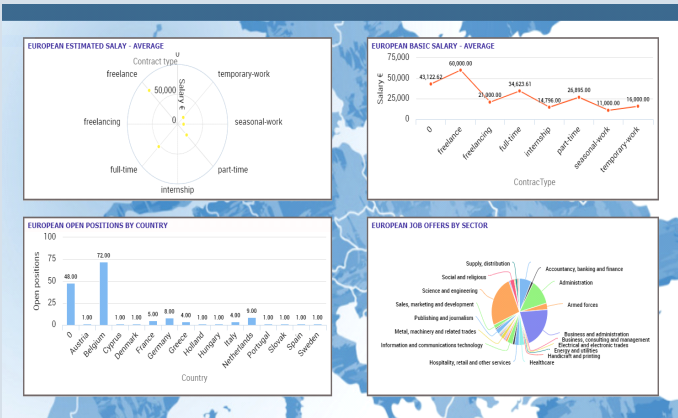 EUROPEAN ESTIMATED SALAY - AVERAGE
0
Contract type
freelance
temporary-work
50,000
Salary €
0
freelancing
seasonal-work
full-time
part-time
internship
EUROPEAN BASIC SALARY - AVERAGE
75,000
60,000.00
50,000
43,122.62
34,623.61
Salary €
25,000
21,000.00
26,895.00
14,796.00
11,000.00
16,800.00
0
0
freelance
freelancing
full-time
internship
part-time
seasonal-work
temporary-work
ContracType
EUROPEAN OPEN POSITIONS BY COUNTRY
100
75
72.00
Open positions
50
48.00
25
1.00
1.00
1.00
5.00
8.00
4.00
1.00
1.00
4.00
9.00
1.00
1.00
1.00
1.00
0
0
Austria
Belgium
Cyprus
Denmark
France
Germany
Greece
Holland
Hungary
Italy
Netherlands
Portugal
Slovak
Spain
Sweden
Country
EUROPEAN JOB OFFERS BY SECTOR
Supply, distribution
Accountancy, banking and finance
Social and religious
Administration
Science and engineering
Sales, marketing and development
Armed forces
Publishing and journalism
Metal, machinery and related trades
Business and administration
Business, consulting and management
Information and communications technology
Electrical and electronic trades
Energy and utilities
Handicraft and printing
Hospitality, retail and other services
Healthcare